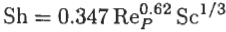 Sh = 0.347 Re_P^0.62 Sc^1/3